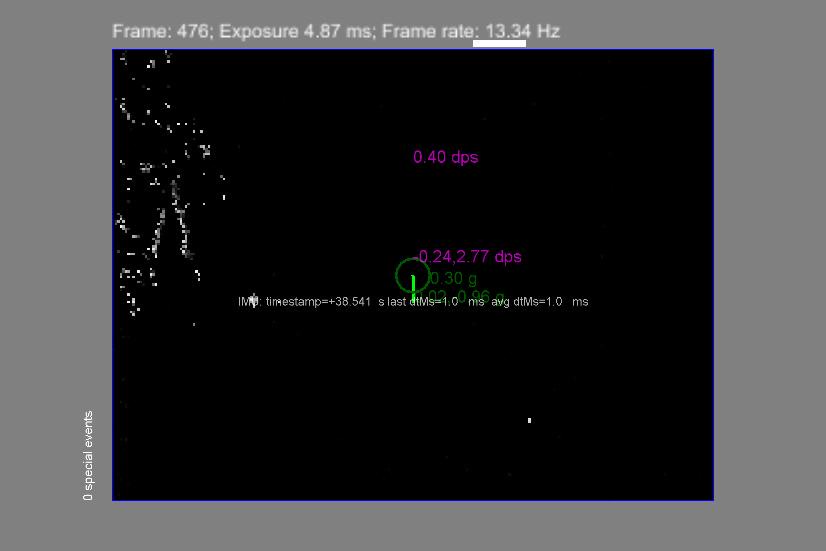 Frame: 476; Exposure 4.87 ms; Frame rate: 13.34 Hz
0.40 dps
-0.24,2.77 dps
0.30 g
IMU: timestamp=+38.541 s last dtMs=1.0 ms avg dtMs=1.0 ms
0 special events